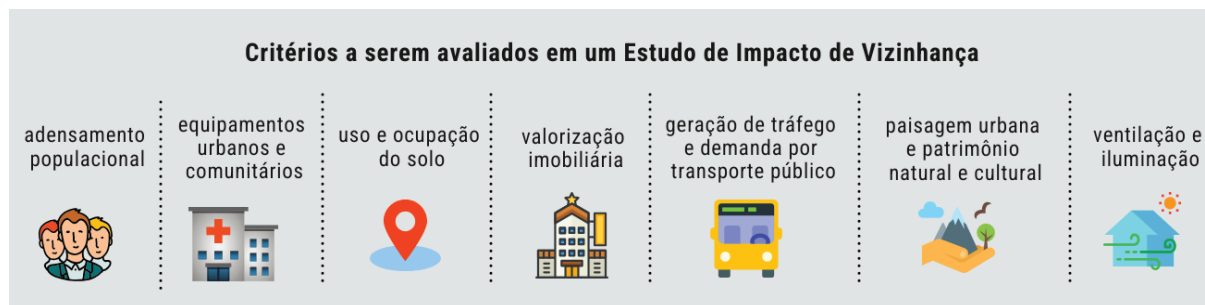 Critérios a serem avaliados em um Estudo de Impacto de Vizinhança
adensamento
populacional
equipamentos
urbanos e
comunitários
uso e ocupação
do solo
valorização
imobiliária
geração de tráfego
e demanda por
transporte público
paisagem urbana
e patrimônio
natural e cultural
ventilação e
iluminação